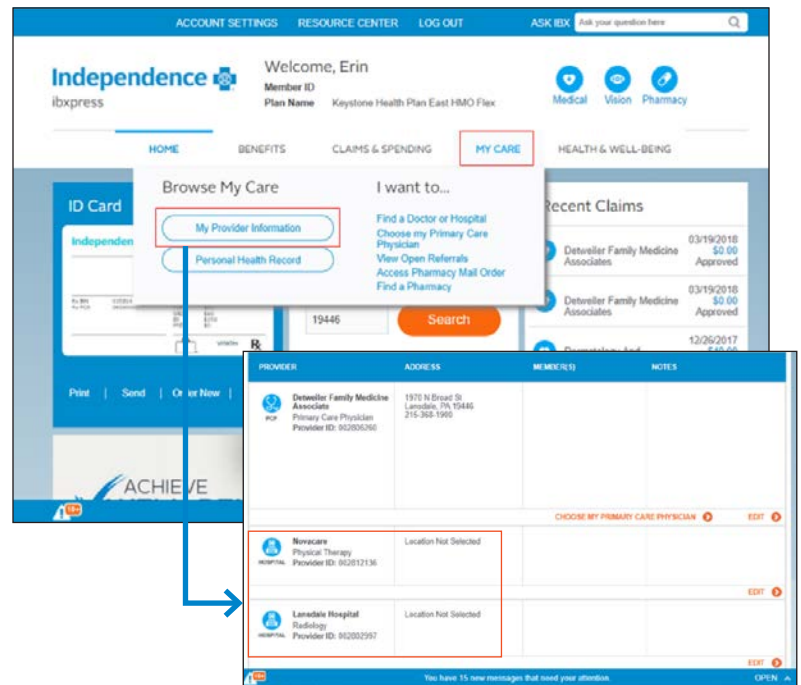 ACCOUNT SETTINGS RESOURCE CENTER LOG OUT ASK IBX Ask your question here
Independence
ibxpress
Welcome, Erin
Member ID
Plan Name Keystone Health Plan East HMO Flex
Medical Vision Pharmacy
HOME BENEFITS CLAIMS & SPENDING MY CARE HEALTH & WELL-BEING
Browse My Care
My Provider Information
Personal Health Record
I want to...
Find a Doctor or Hospital
Choose my Primary Care
Physician
View Open Referrals
Access Pharmacy Mail Order
Find a Pharmacy
ID Card
Independen
Print | Send | Order New |
19446 Search
Recent Claims
Detweiler Family Medicine
Associates
03/19/2018
$0.00
Approved
Detweiler Family Medicine
Associates
03/19/2018
$0.00
Approved
12/26/2017
ACHIEVE
PROVIDER ADDRESS MEMBER(S) NOTES
PCP
Detweiler Family Medicine
Associate
Primary Care Physician
Provider ID: 002806260
1970 N Broad St
Lansdale, PA 19446
215-368-1900
CHOOSE MY PRIMARY CARE PHYSICIAN EDIT
HOSPITAL
Novacare
Physical Therapy
Provider ID: 002812136
Location Not Selected
EDIT
HOSPITAL
Lansdale Hospital
Radiology
Provider ID: 002802997
Location Not Selected
EDIT
You have 15 new messages that need your attention. OPEN